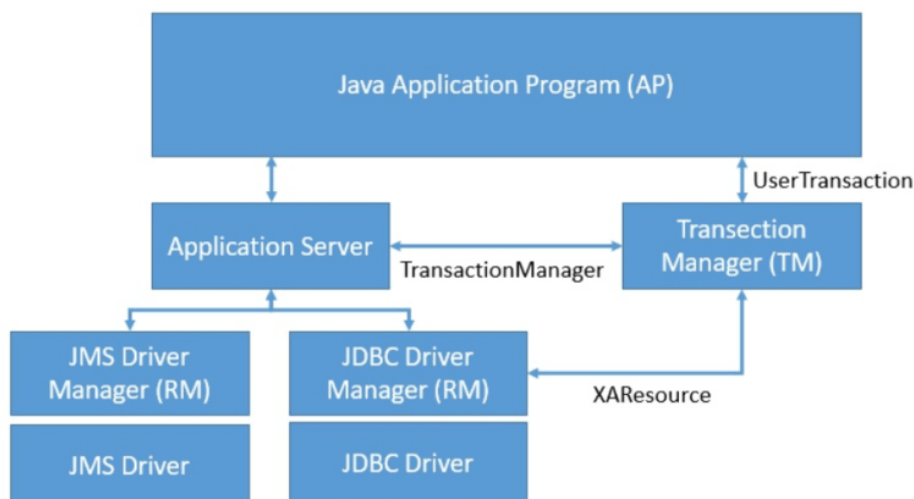 Java Application Program (AP)
UserTransaction
Application Server
Transection
Manager (TM)
TransactionManager
JMS Driver
Manager (RM)
JDBC Driver
Manager (RM)
XAResource
JMS Driver
JDBC Driver